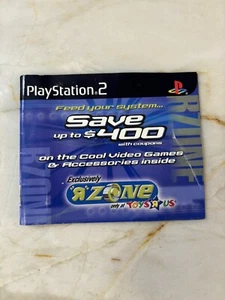 PlayStation 2
Feed your system...
Save
up to $400
with coupons
on the Cool Video Games
& Accessories inside
Exclusively
"R"ZONE
only at TOYS"R"US